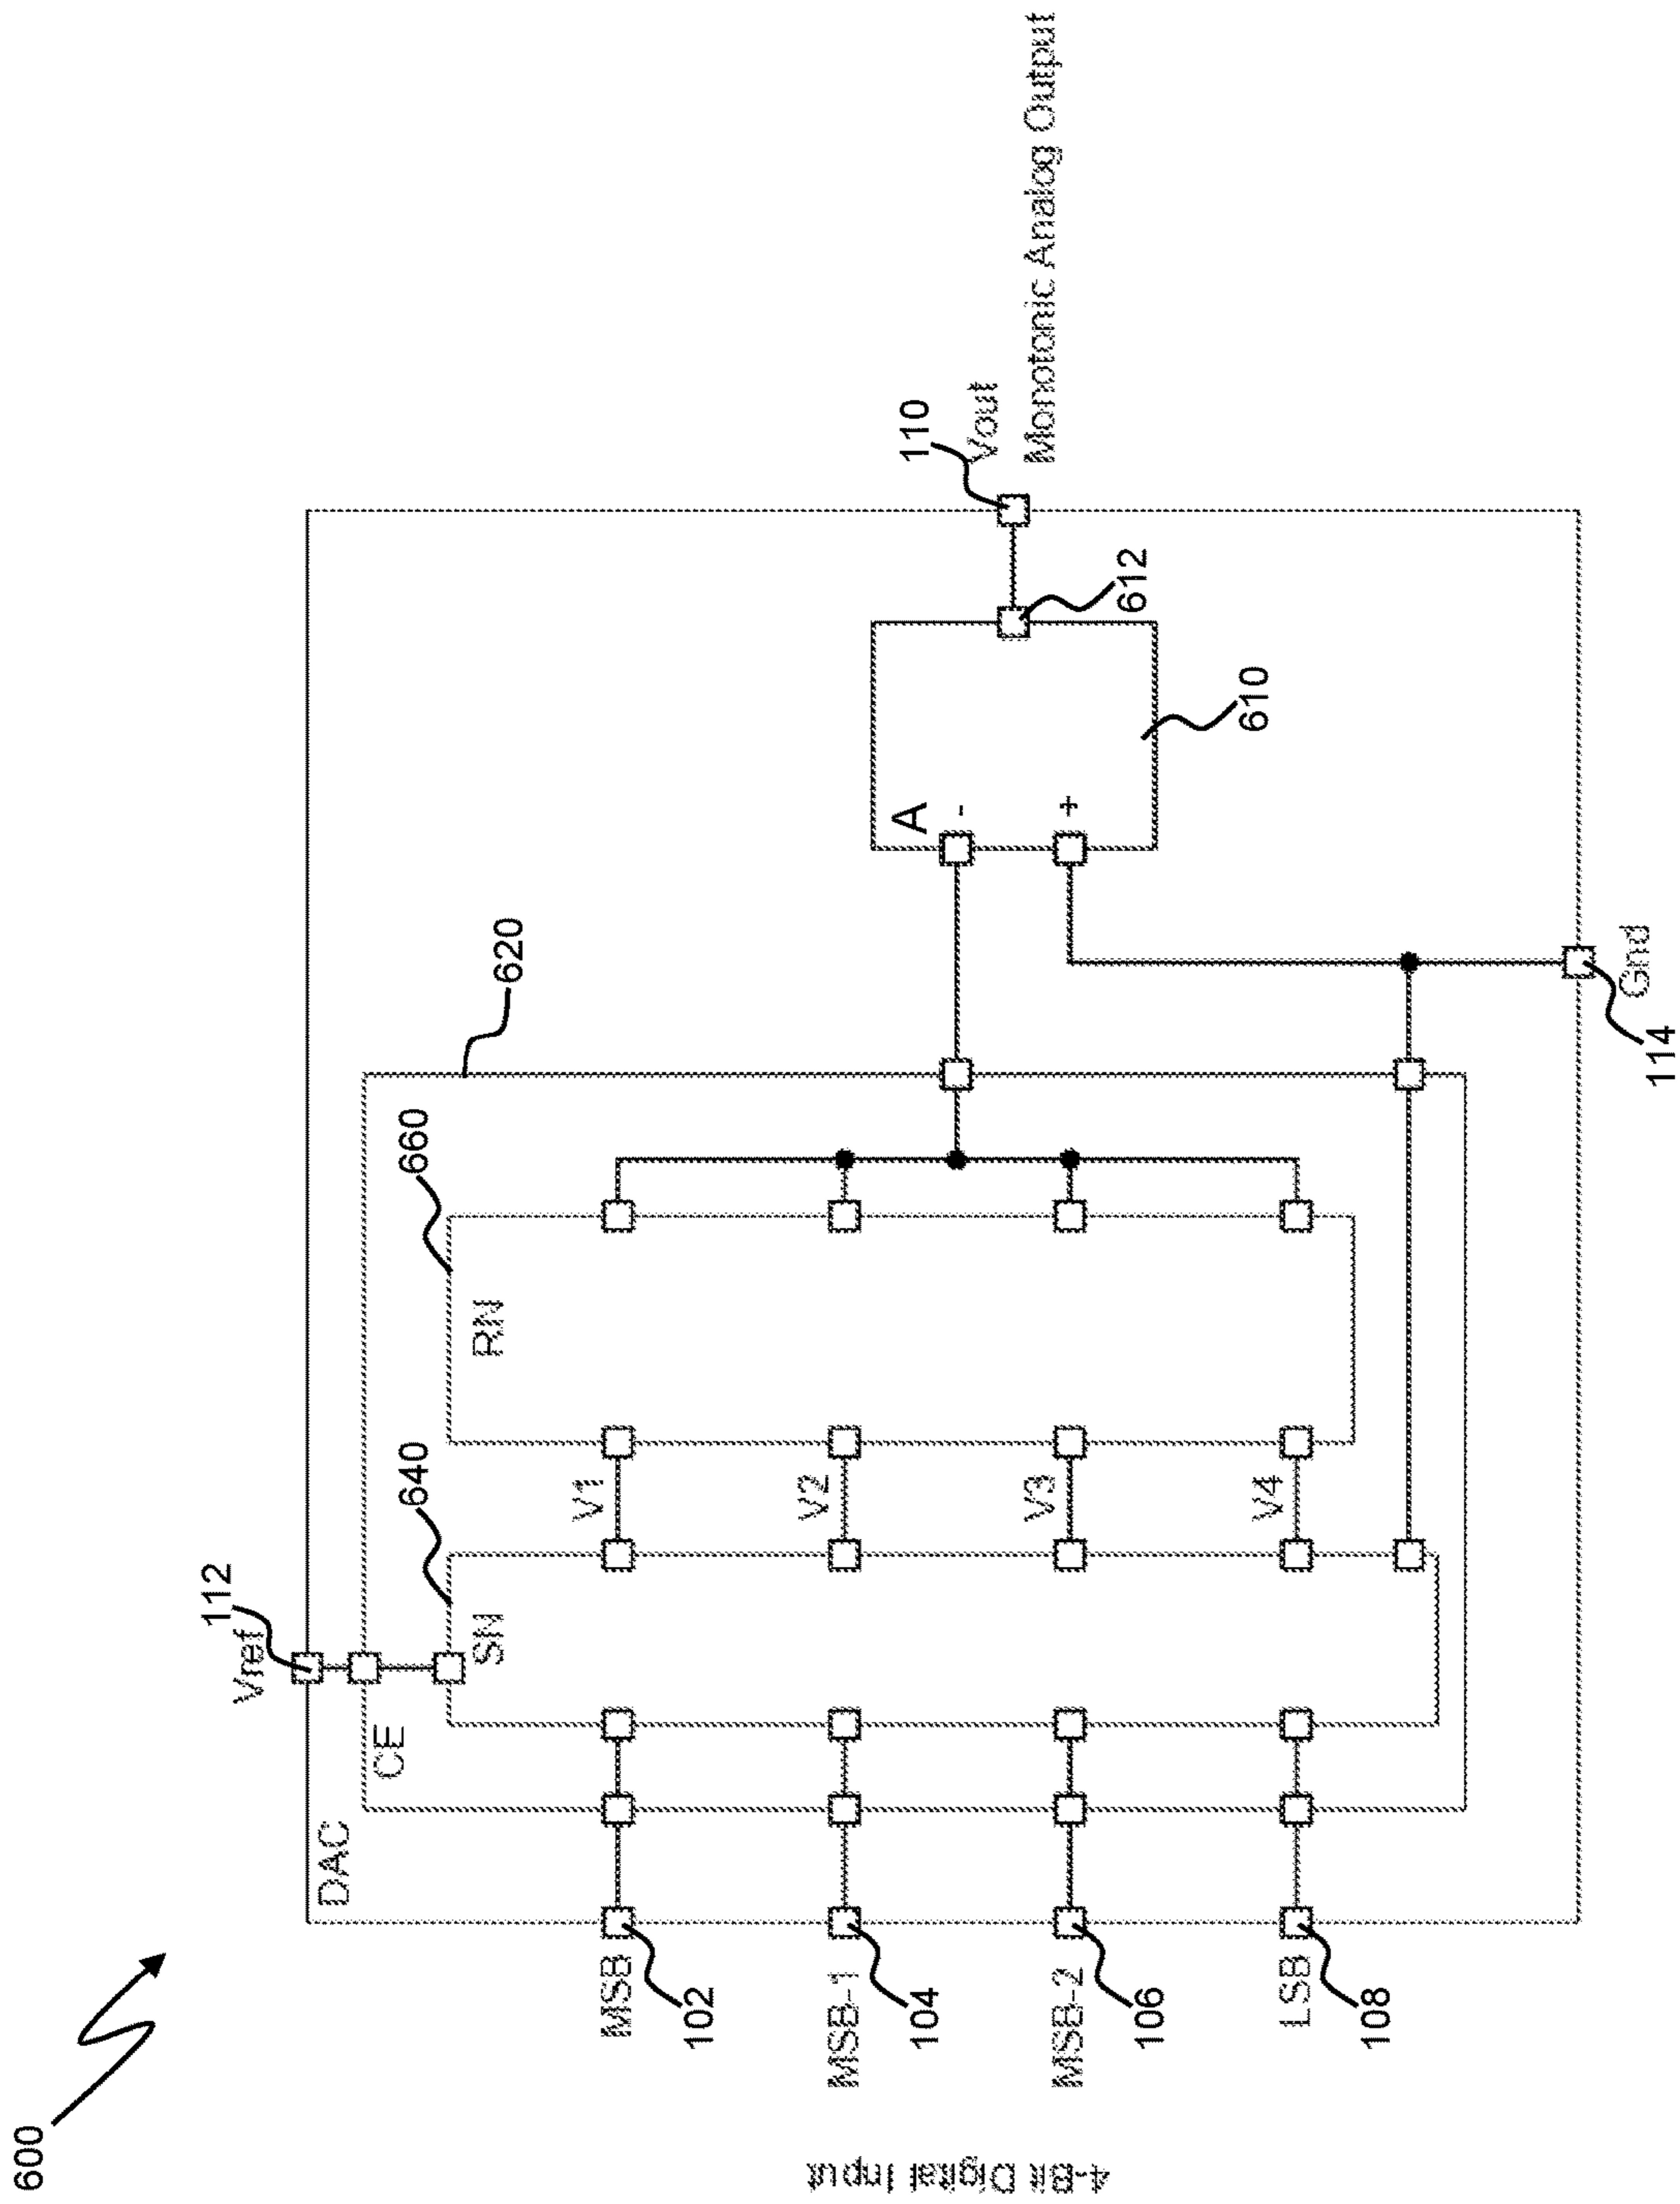 600
4-Bit Digital Input
MSB
102
MSB-1
104
MSB-2
106
LSB
108
DAC
CE
Vref
112
SN
640
V1
V2
V3
V4
RN
660
620
A
-
+
610
612
110
Vout
Monotonic Analog Output
Gnd
114